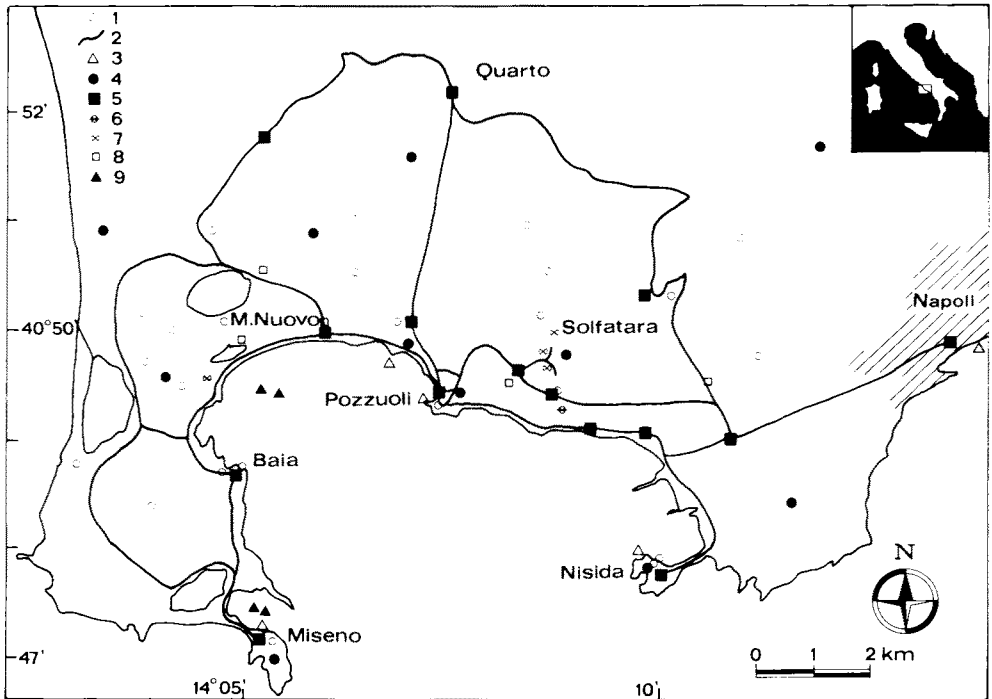 1
2
3
4
5
6
7
8
9
Quarto
52'
Napoli
40°50
M.Nuovo
Solfatara
Pozzuoli
Baia
Nisida
N
Miseno
0 1 2 km
47'
14°05'
10'